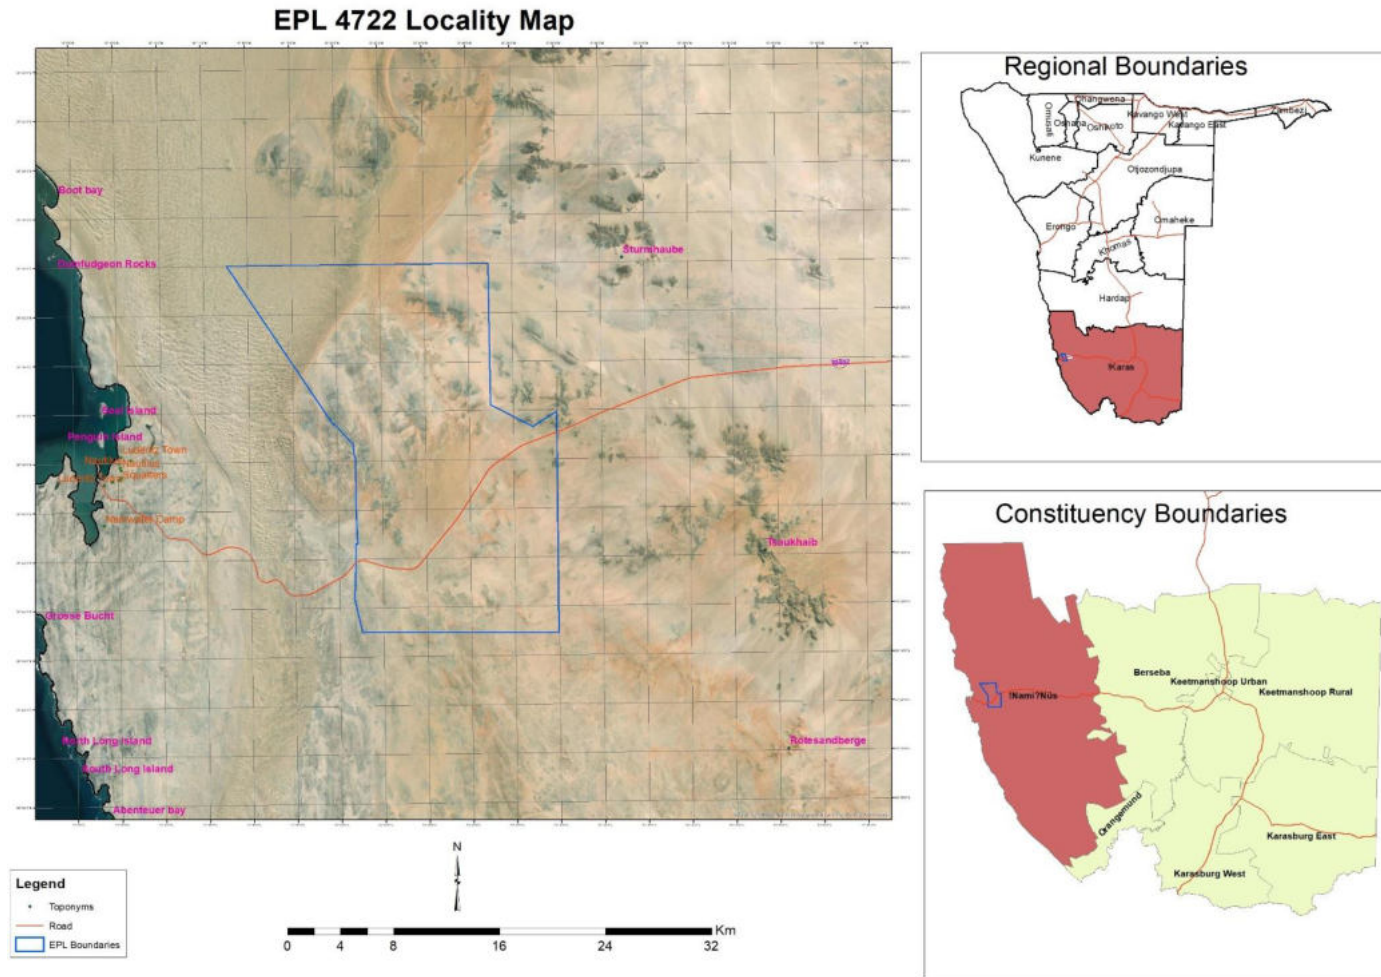 EPL 4722 Locality Map
Boot bay
Sturmhaube
Seal Island
Penguin Island
Luderitz Town
Nautilus
Squatters
Tsaukhaib
Grosse Bucht
North Long Island
Rotesandberge
South Long Island
Abenteuer bay
N
Legend
Toponyms
Road
EPL Boundaries
Km
0 4 8 16 24 32
Regional Boundaries
Ohangwena
Omusati
Oshana
Oshikoto
Kavango West
Kavango East
Zambezi
Kunene
Otjozondjupa
Erongo
Khomas
Omaheke
Hardap
!Karas
Constituency Boundaries
Berseba
Keetmanshoop Urban
Keetmanshoop Rural
!Nami?Nüs
Oranjemund
Karasburg East
Karasburg West